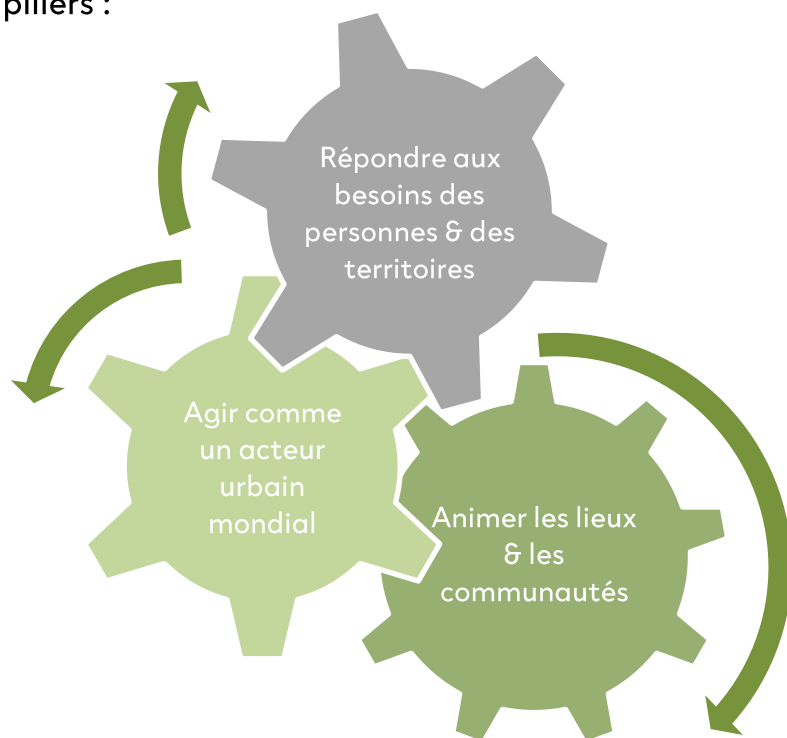 piliers :
Répondre aux
besoins des
personnes & des
territoires
Agir comme
un acteur
urbain
mondial
Animer les lieux
& les
communautés